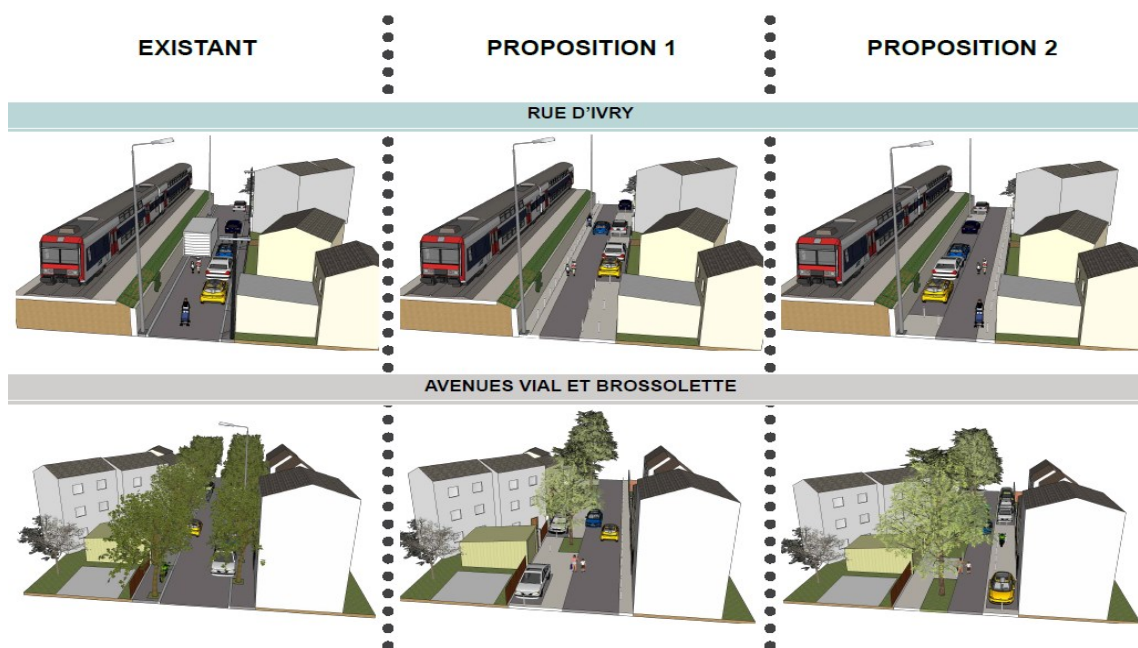 EXISTANT
PROPOSITION 1
PROPOSITION 2
RUE D'IVRY
AVENUES VIAL ET BROSSOLETTE